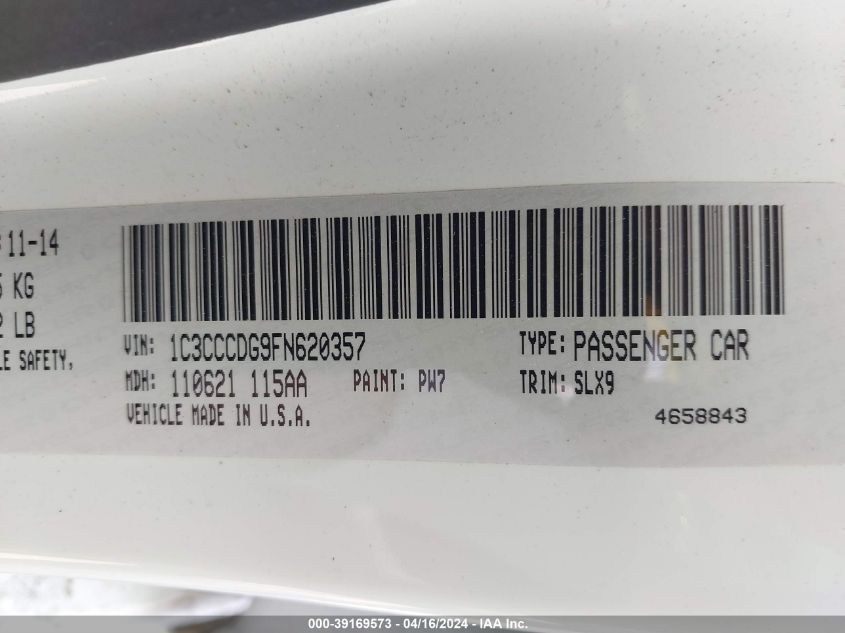 11-14
KG
LB
LE SAFETY,
VIN: 1C3CCCDG9FN620357
TYPE: PASSENGER CAR
MDH: 110621 115AA
PAINT: PW7
TRIM: SLX9
VEHICLE MADE IN U.S.A.
4658843
000-39169573 - 04/16/2024 - IAA Inc.